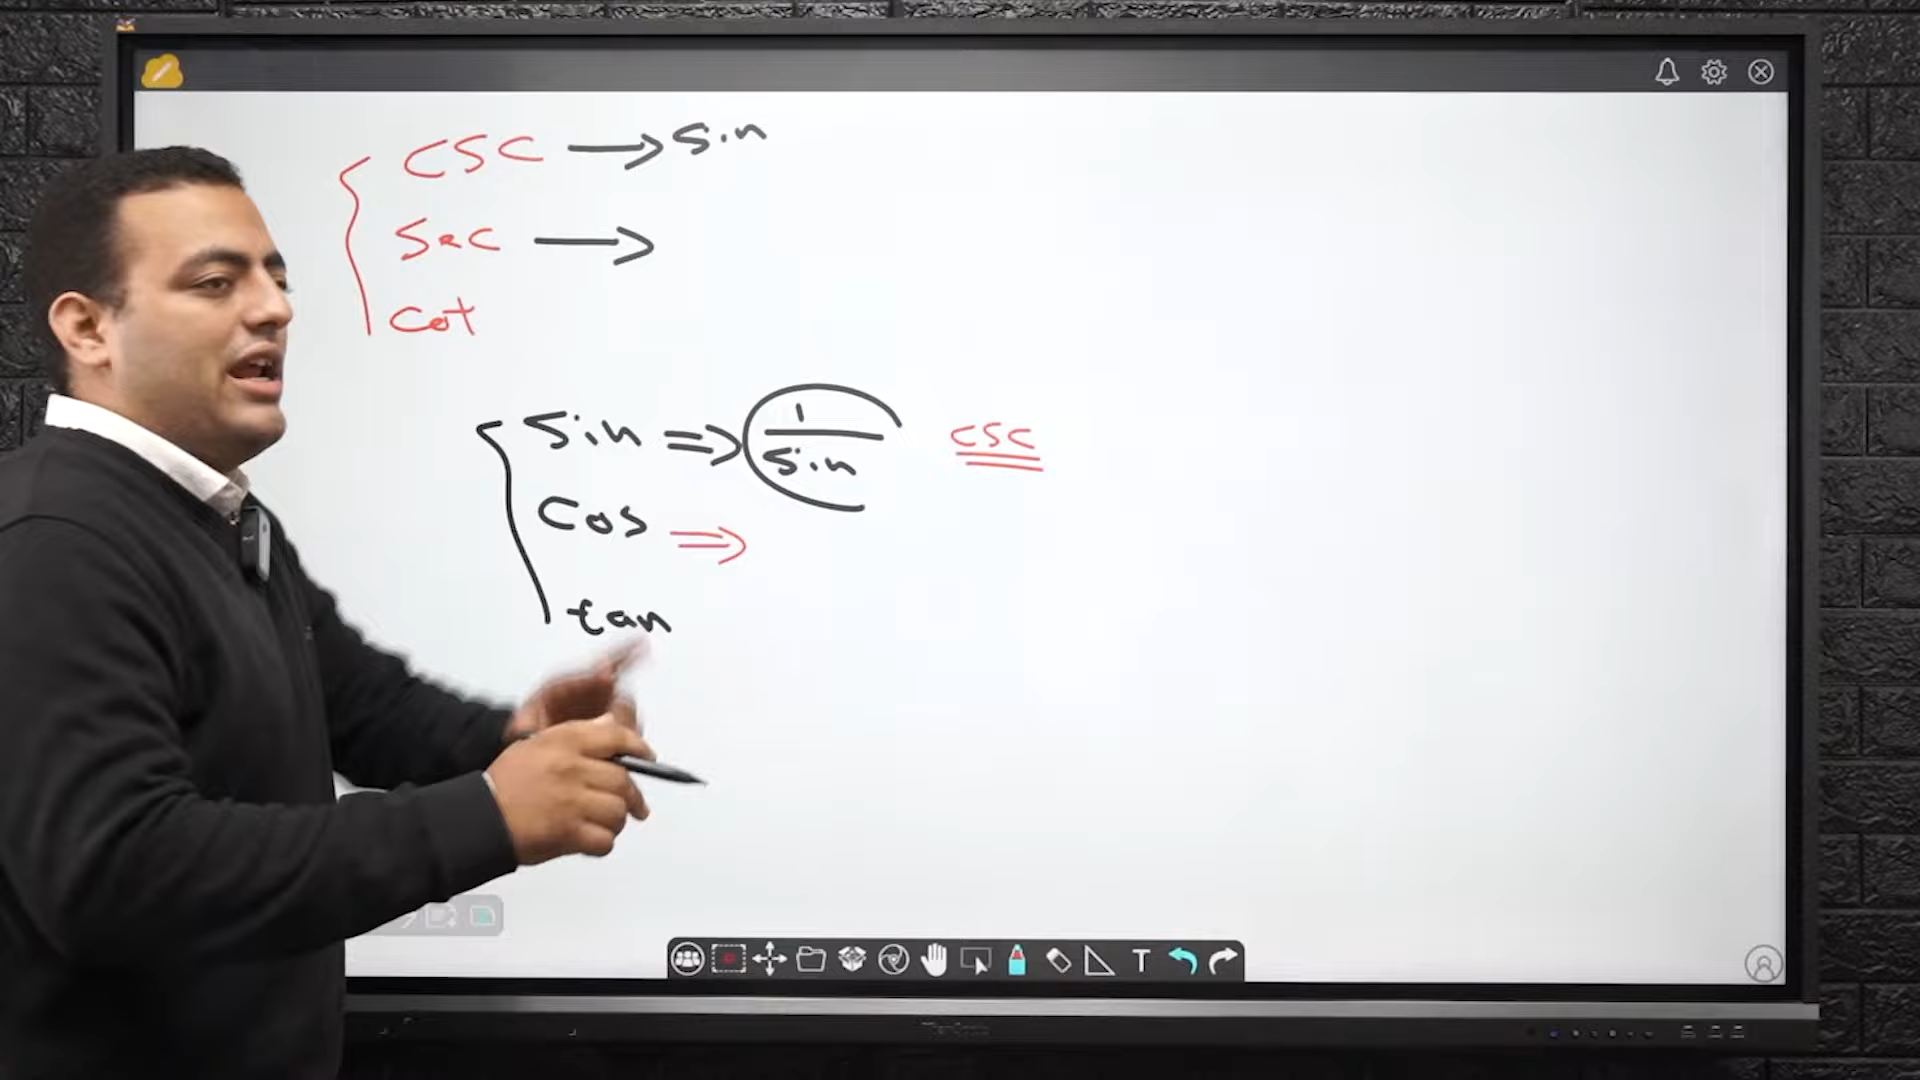 csc → sin
sec →
cot
sin ⇒ 1/sin csc
cos ⇒
tan
T